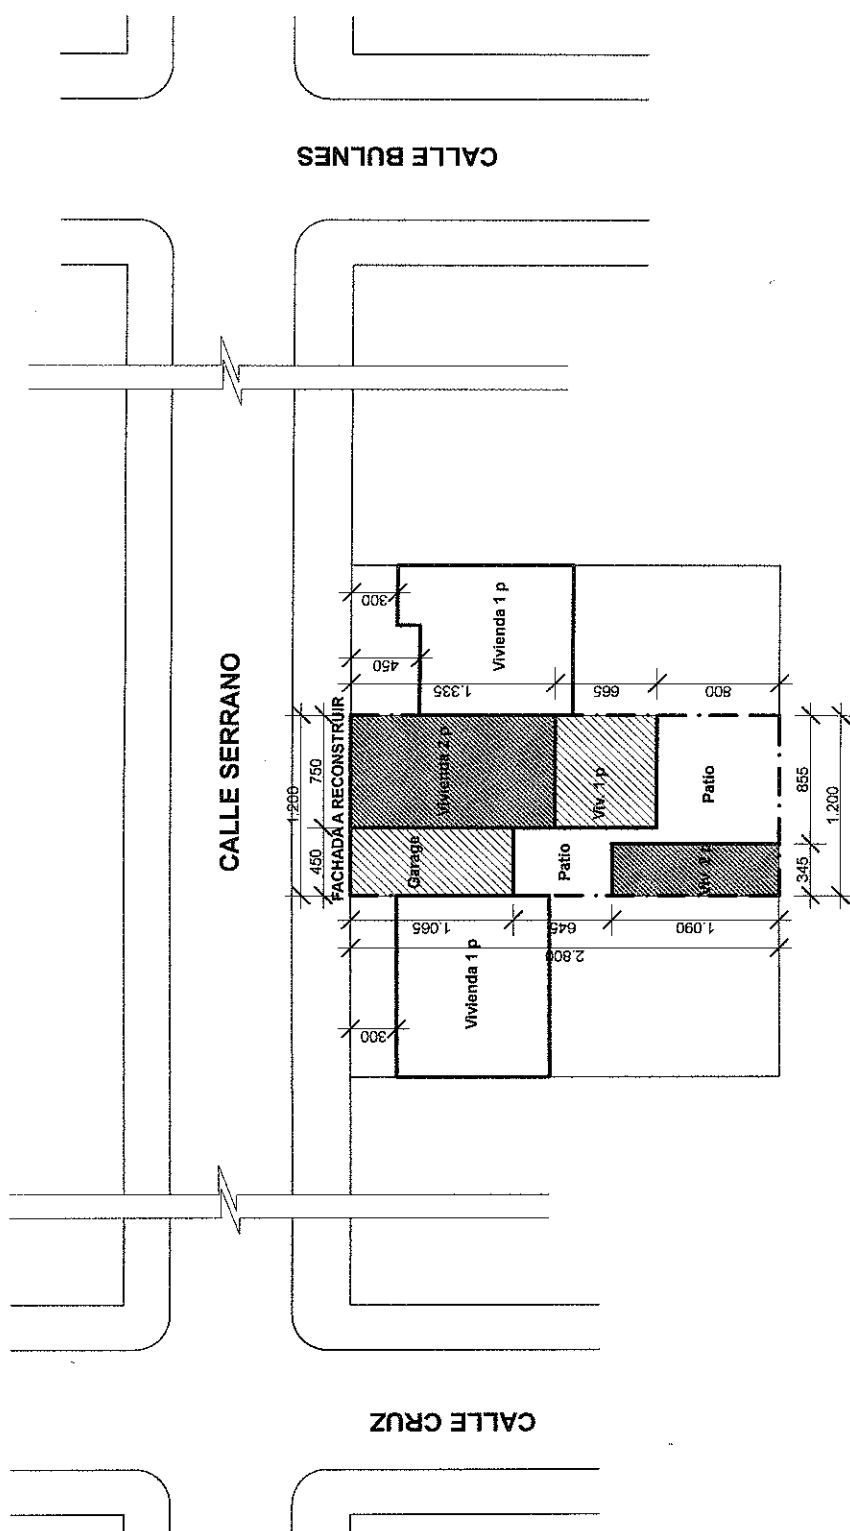 CALLE BULNES
CALLE SERRANO
CALLE CRUZ
FACHADA A RECONSTRUIR
1.200
450
750
300
450
1.335
665
800
Vivienda 1 p
Vivienda 2 p
Viv. 1 p
Patio
Garage
Patio
Viv. 2 p
Vivienda 1 p
300
1.065
645
1.090
2.800
345
855
1.200